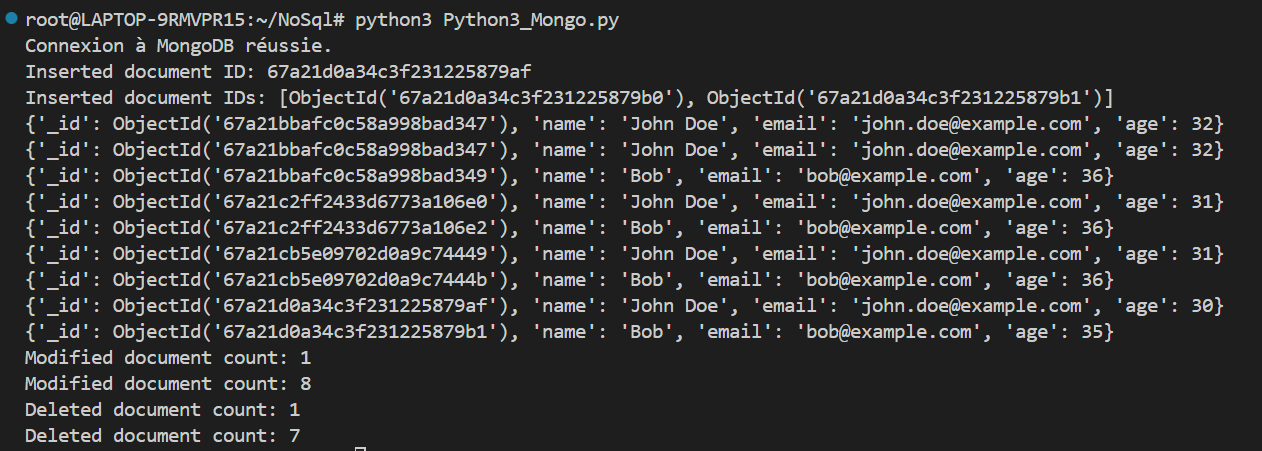 root@LAPTOP-9RMVPR15:~/NoSql# python3 Python3_Mongo.py
Connexion à MongoDB réussie.
Inserted document ID: 67a21d0a34c3f231225879af
Inserted document IDs: [ObjectId('67a21d0a34c3f231225879b0'), ObjectId('67a21d0a34c3f231225879b1')]
{'_id': ObjectId('67a21bbafc0c58a998bad347'), 'name': 'John Doe', 'email': 'john.doe@example.com', 'age': 32}
{'_id': ObjectId('67a21bbafc0c58a998bad347'), 'name': 'John Doe', 'email': 'john.doe@example.com', 'age': 32}
{'_id': ObjectId('67a21bbafc0c58a998bad349'), 'name': 'Bob', 'email': 'bob@example.com', 'age': 36}
{'_id': ObjectId('67a21c2ff2433d6773a106e0'), 'name': 'John Doe', 'email': 'john.doe@example.com', 'age': 31}
{'_id': ObjectId('67a21c2ff2433d6773a106e2'), 'name': 'Bob', 'email': 'bob@example.com', 'age': 36}
{'_id': ObjectId('67a21cb5e09702d0a9c74449'), 'name': 'John Doe', 'email': 'john.doe@example.com', 'age': 31}
{'_id': ObjectId('67a21cb5e09702d0a9c7444b'), 'name': 'Bob', 'email': 'bob@example.com', 'age': 36}
{'_id': ObjectId('67a21d0a34c3f231225879af'), 'name': 'John Doe', 'email': 'john.doe@example.com', 'age': 30}
{'_id': ObjectId('67a21d0a34c3f231225879b1'), 'name': 'Bob', 'email': 'bob@example.com', 'age': 35}
Modified document count: 1
Modified document count: 8
Deleted document count: 1
Deleted document count: 7